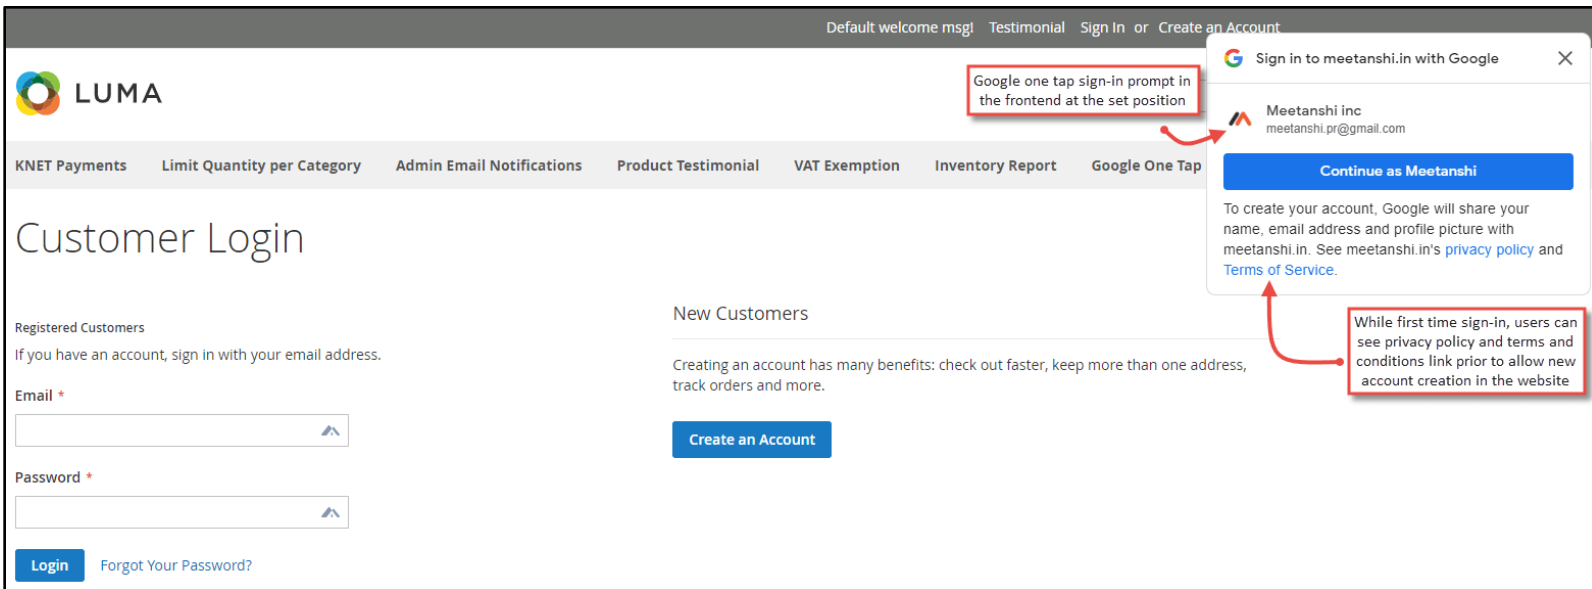 Default welcome msg! Testimonial Sign In or Create an Account
LUMA
Google one tap sign-in prompt in
the frontend at the set position
Sign in to meetanshi.in with Google
Meetanshi inc
meetanshi.pr@gmail.com
Continue as Meetanshi
To create your account, Google will share your
name, email address and profile picture with
meetanshi.in. See meetanshi.in's privacy policy and
Terms of Service.
KNET Payments Limit Quantity per Category Admin Email Notifications Product Testimonial VAT Exemption Inventory Report Google One Tap
Customer Login
While first time sign-in, users can
see privacy policy and terms and
conditions link prior to allow new
account creation in the website
Registered Customers
If you have an account, sign in with your email address.
Email *
Password *
Login Forgot Your Password?
New Customers
Creating an account has many benefits: check out faster, keep more than one address,
track orders and more.
Create an Account